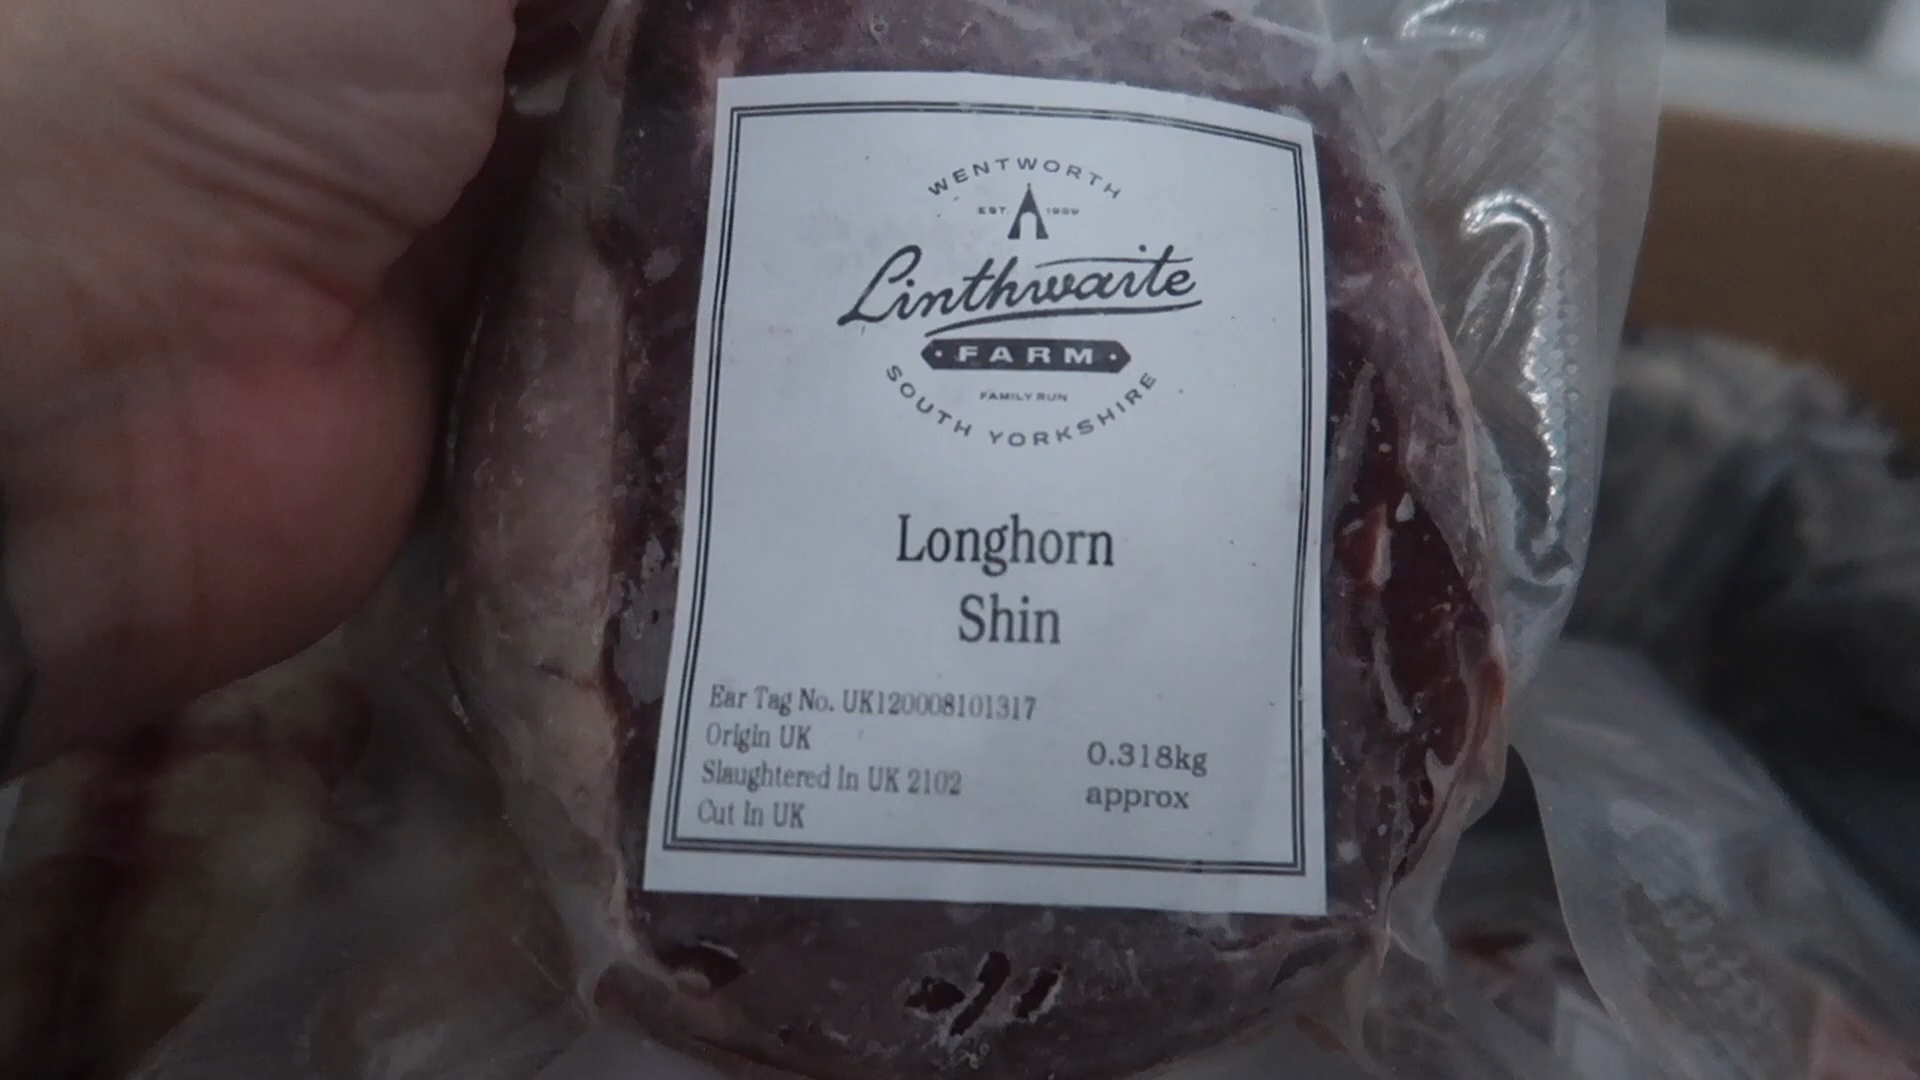 WENTWORTH
EST. 1909
Linthwaite
· FARM ·
FAMILY RUN
SOUTH YORKSHIRE
Longhorn
Shin
Ear Tag No. UK120008101317
Origin UK
Slaughtered In UK 2102
Cut In UK
0.318kg
approx